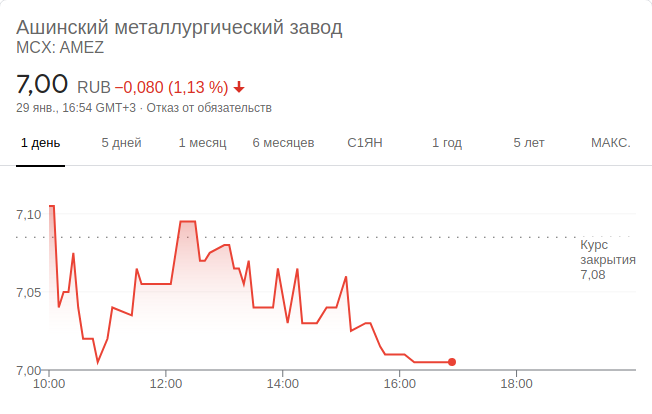 Ашинский металлургический завод
MCX: AMEZ
7,00 RUB −0,080 (1,13 %)
29 янв., 16:54 GMT+3 · Отказ от обязательств
1 день 5 дней 1 месяц 6 месяцев С1ЯН 1 год 5 лет МАКС.
7,10
Курс
закрытия
7,08
7,05
7,00
10:00 12:00 14:00 16:00 18:00